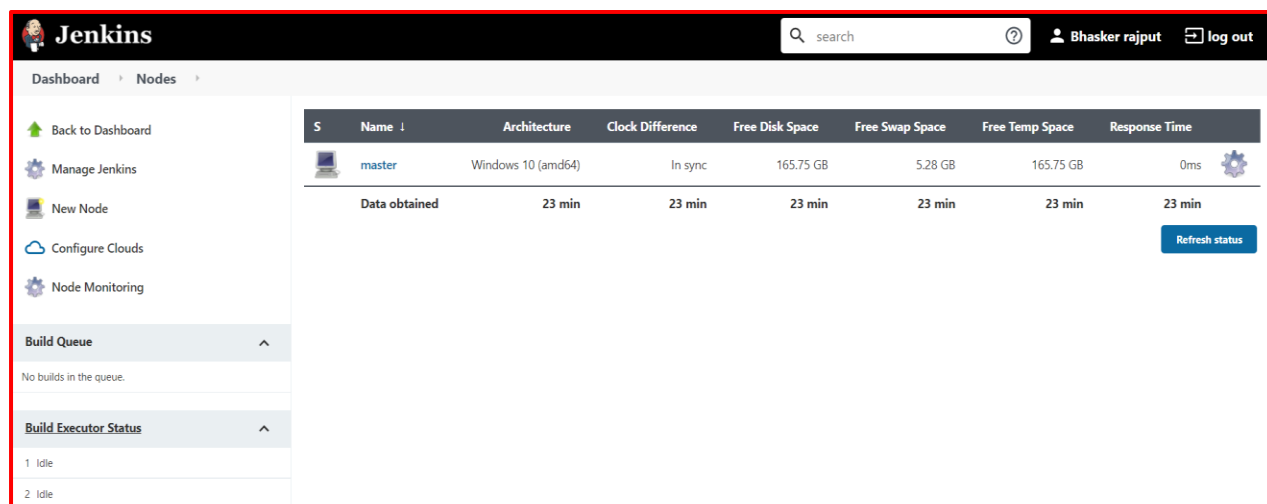 Jenkins
search
Bhasker rajput
log out
Dashboard
Nodes
Back to Dashboard
Manage Jenkins
New Node
Configure Clouds
Node Monitoring
Build Queue
No builds in the queue.
Build Executor Status
1 Idle
2 Idle
S Name ↓ Architecture Clock Difference Free Disk Space Free Swap Space Free Temp Space Response Time
master Windows 10 (amd64) In sync 165.75 GB 5.28 GB 165.75 GB 0ms
Data obtained 23 min 23 min 23 min 23 min 23 min 23 min
Refresh status